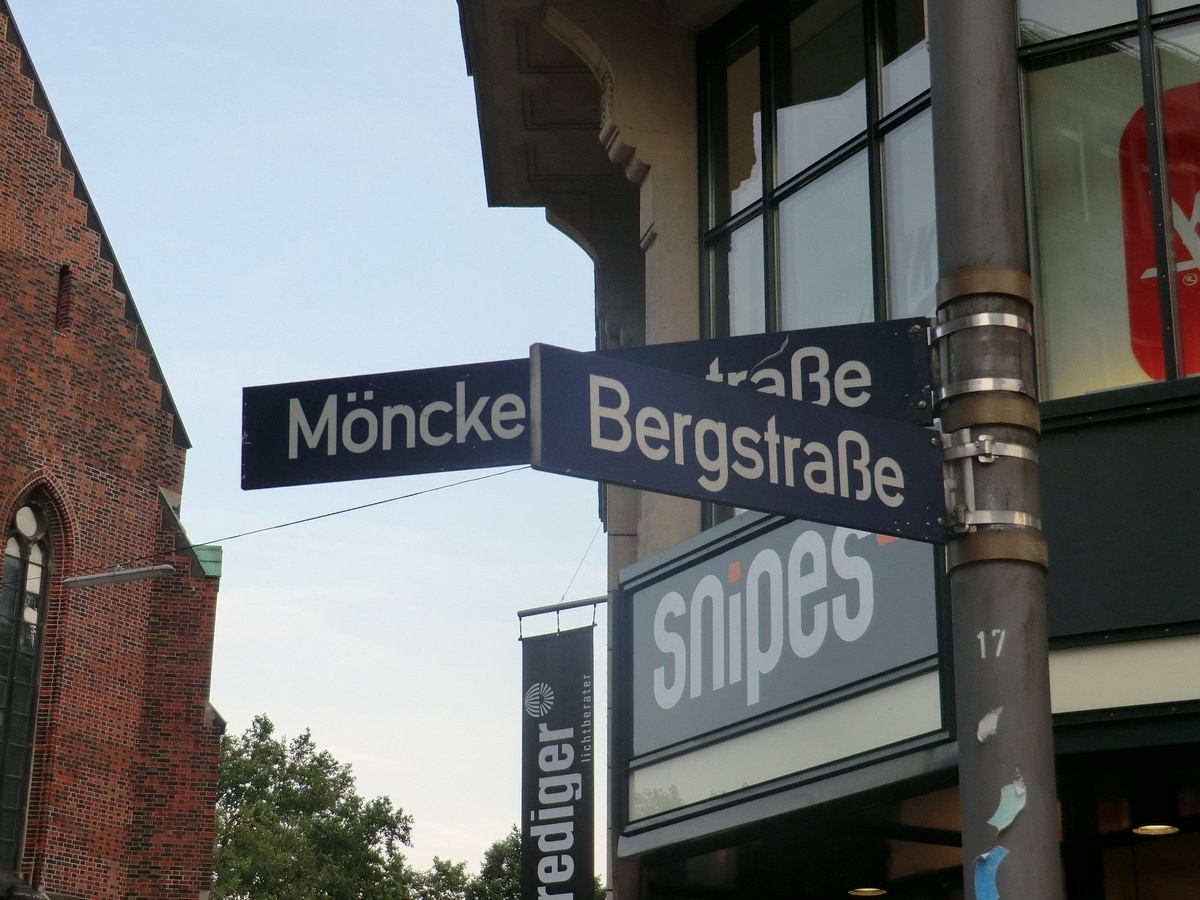 Möncke
traße
Bergstraße
snipes
rediger
lichtberater
17